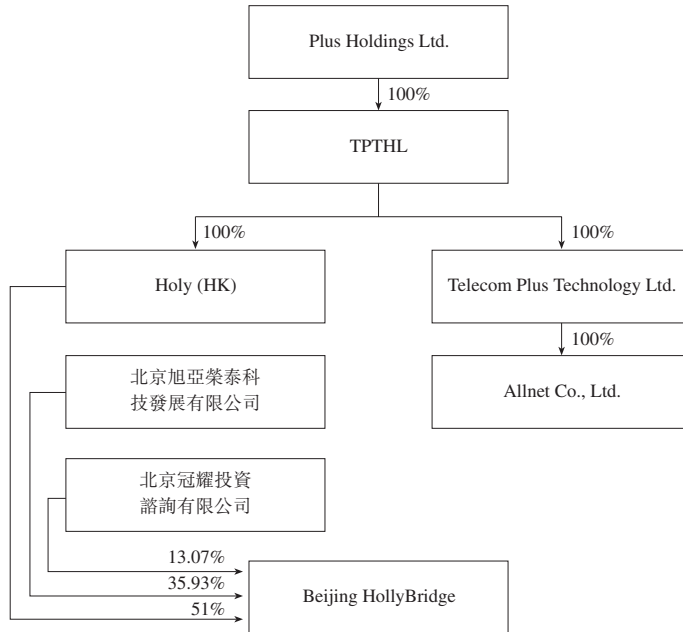 Plus Holdings Ltd.
100%
TPTHL
100%
100%
Holy (HK)
Telecom Plus Technology Ltd.
100%
北京旭亞榮泰科
技發展有限公司
Allnet Co., Ltd.
北京冠耀投資
諮詢有限公司
13.07%
35.93%
51%
Beijing HollyBridge